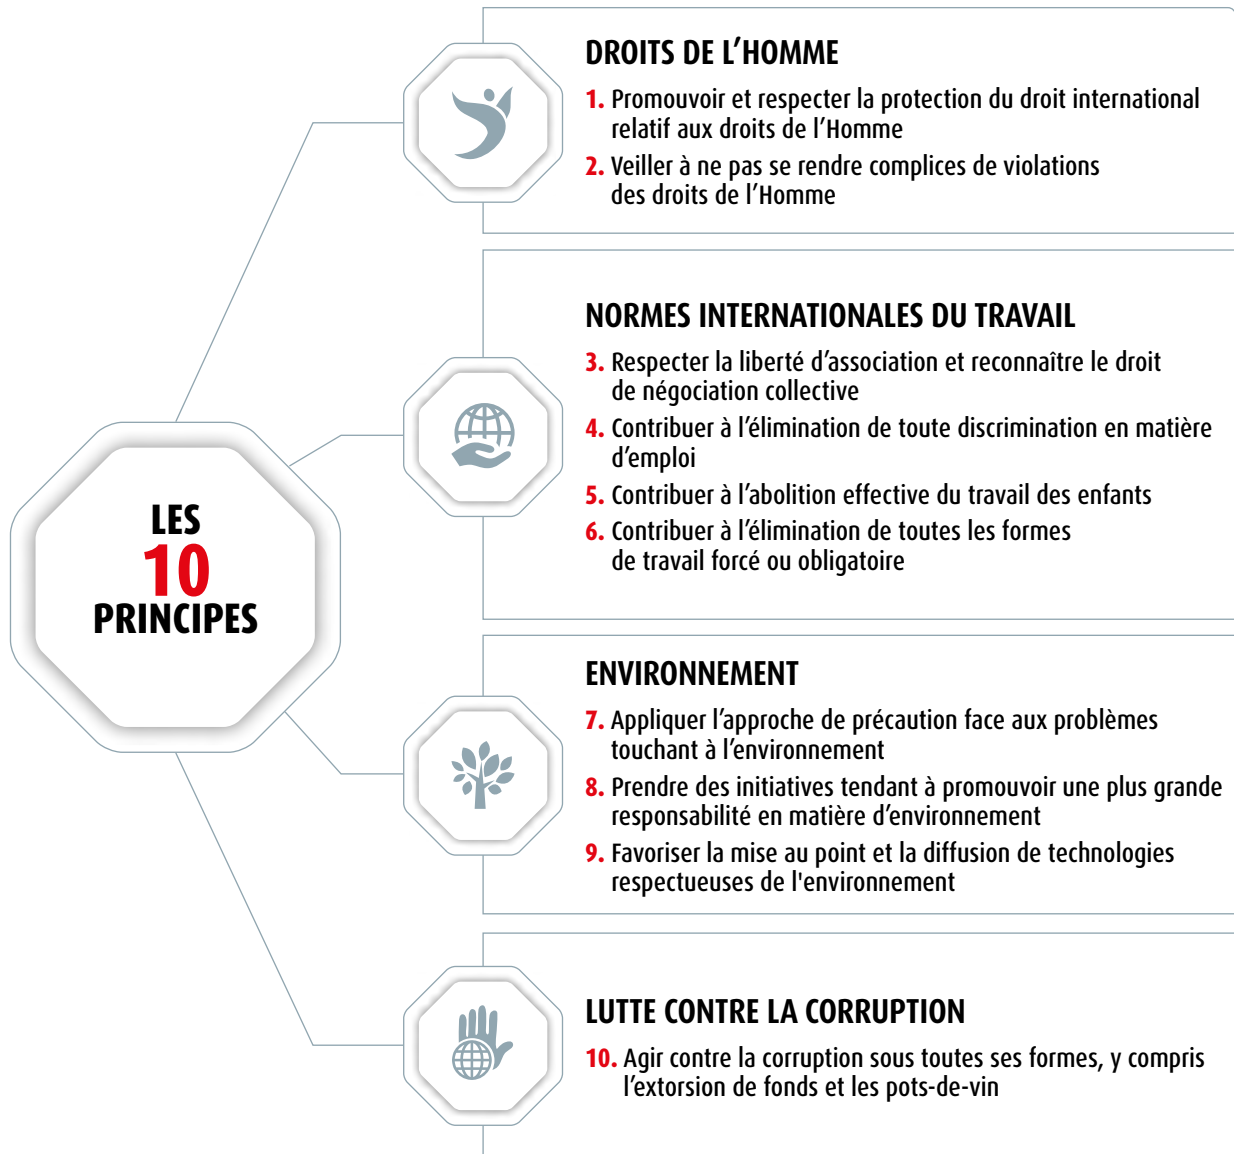 LES
10
PRINCIPES
DROITS DE L’HOMME
1. Promouvoir et respecter la protection du droit international
relatif aux droits de l’Homme
2. Veiller à ne pas se rendre complices de violations
des droits de l’Homme
NORMES INTERNATIONALES DU TRAVAIL
3. Respecter la liberté d’association et reconnaître le droit
de négociation collective
4. Contribuer à l’élimination de toute discrimination en matière
d’emploi
5. Contribuer à l’abolition effective du travail des enfants
6. Contribuer à l’élimination de toutes les formes
de travail forcé ou obligatoire
ENVIRONNEMENT
7. Appliquer l’approche de précaution face aux problèmes
touchant à l’environnement
8. Prendre des initiatives tendant à promouvoir une plus grande
responsabilité en matière d’environnement
9. Favoriser la mise au point et la diffusion de technologies
respectueuses de l'environnement
LUTTE CONTRE LA CORRUPTION
10. Agir contre la corruption sous toutes ses formes, y compris
l’extorsion de fonds et les pots-de-vin